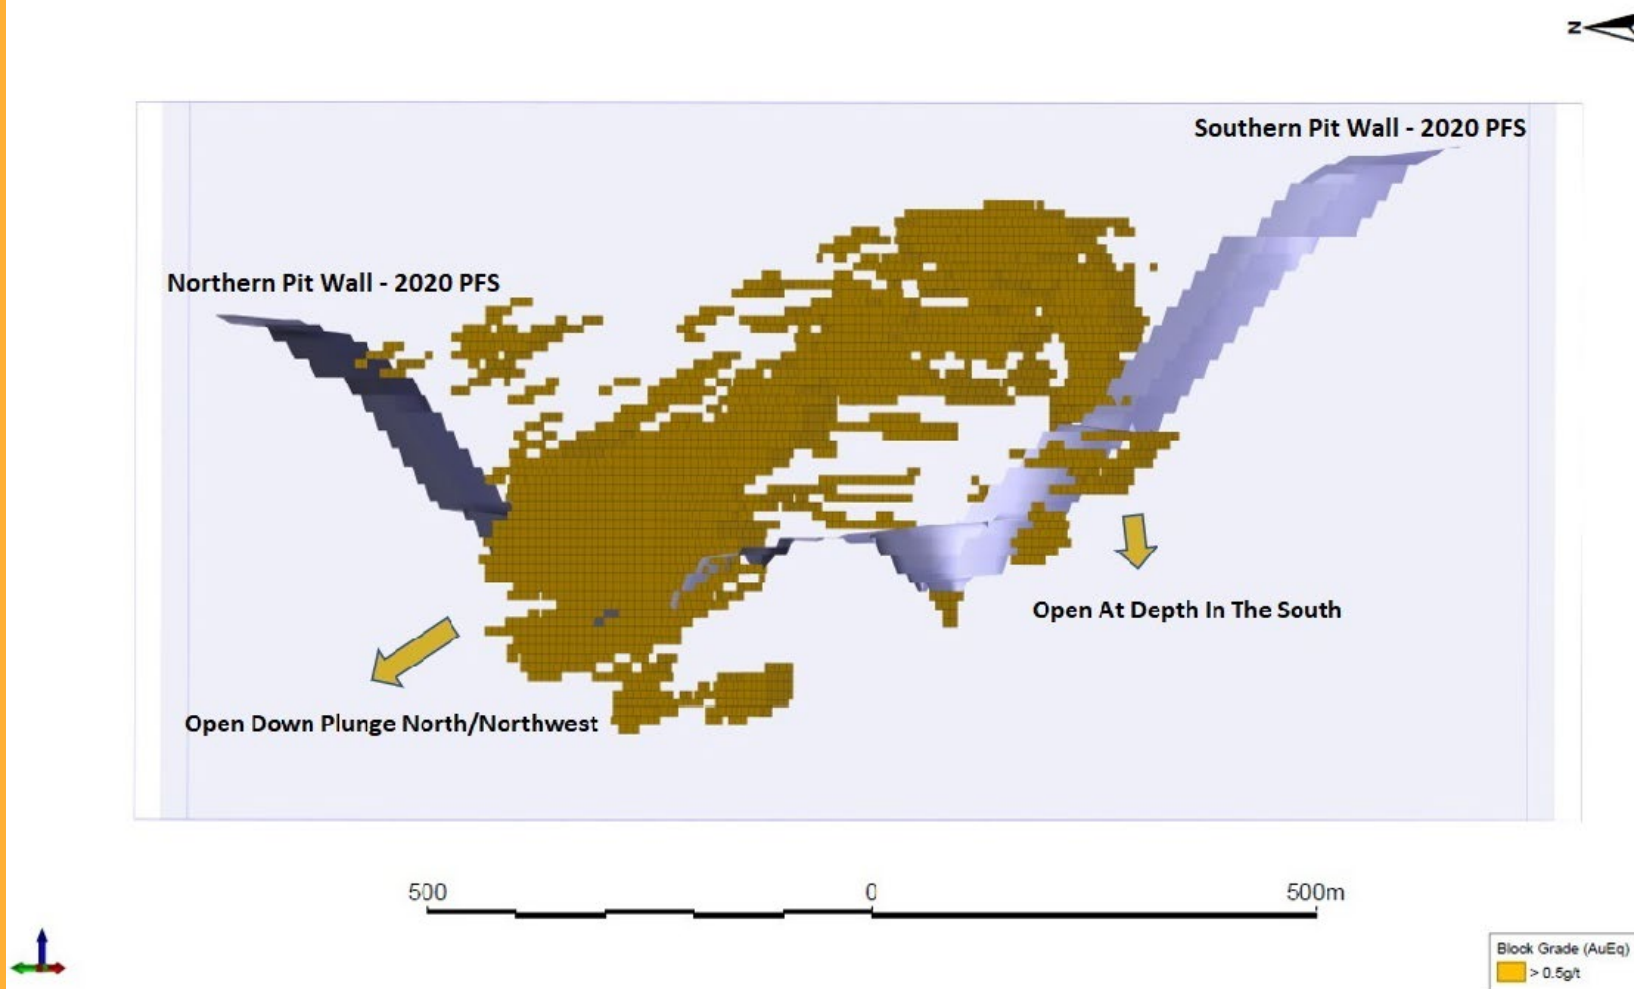 N
Southern Pit Wall - 2020 PFS
Northern Pit Wall - 2020 PFS
Open At Depth In The South
Open Down Plunge North/Northwest
500 0 500m
Block Grade (AuEq)
> 0.5g/t